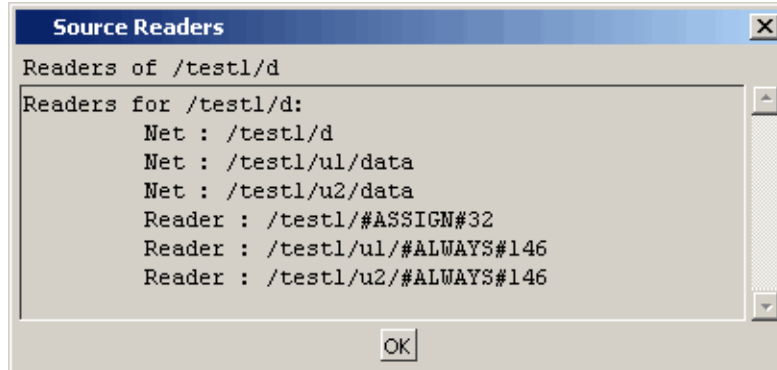 Source Readers
Readers of /test1/d
Readers for /test1/d:
Net : /test1/d
Net : /test1/u1/data
Net : /test1/u2/data
Reader : /test1/#ASSIGN#32
Reader : /test1/u1/#ALWAYS#146
Reader : /test1/u2/#ALWAYS#146
OK